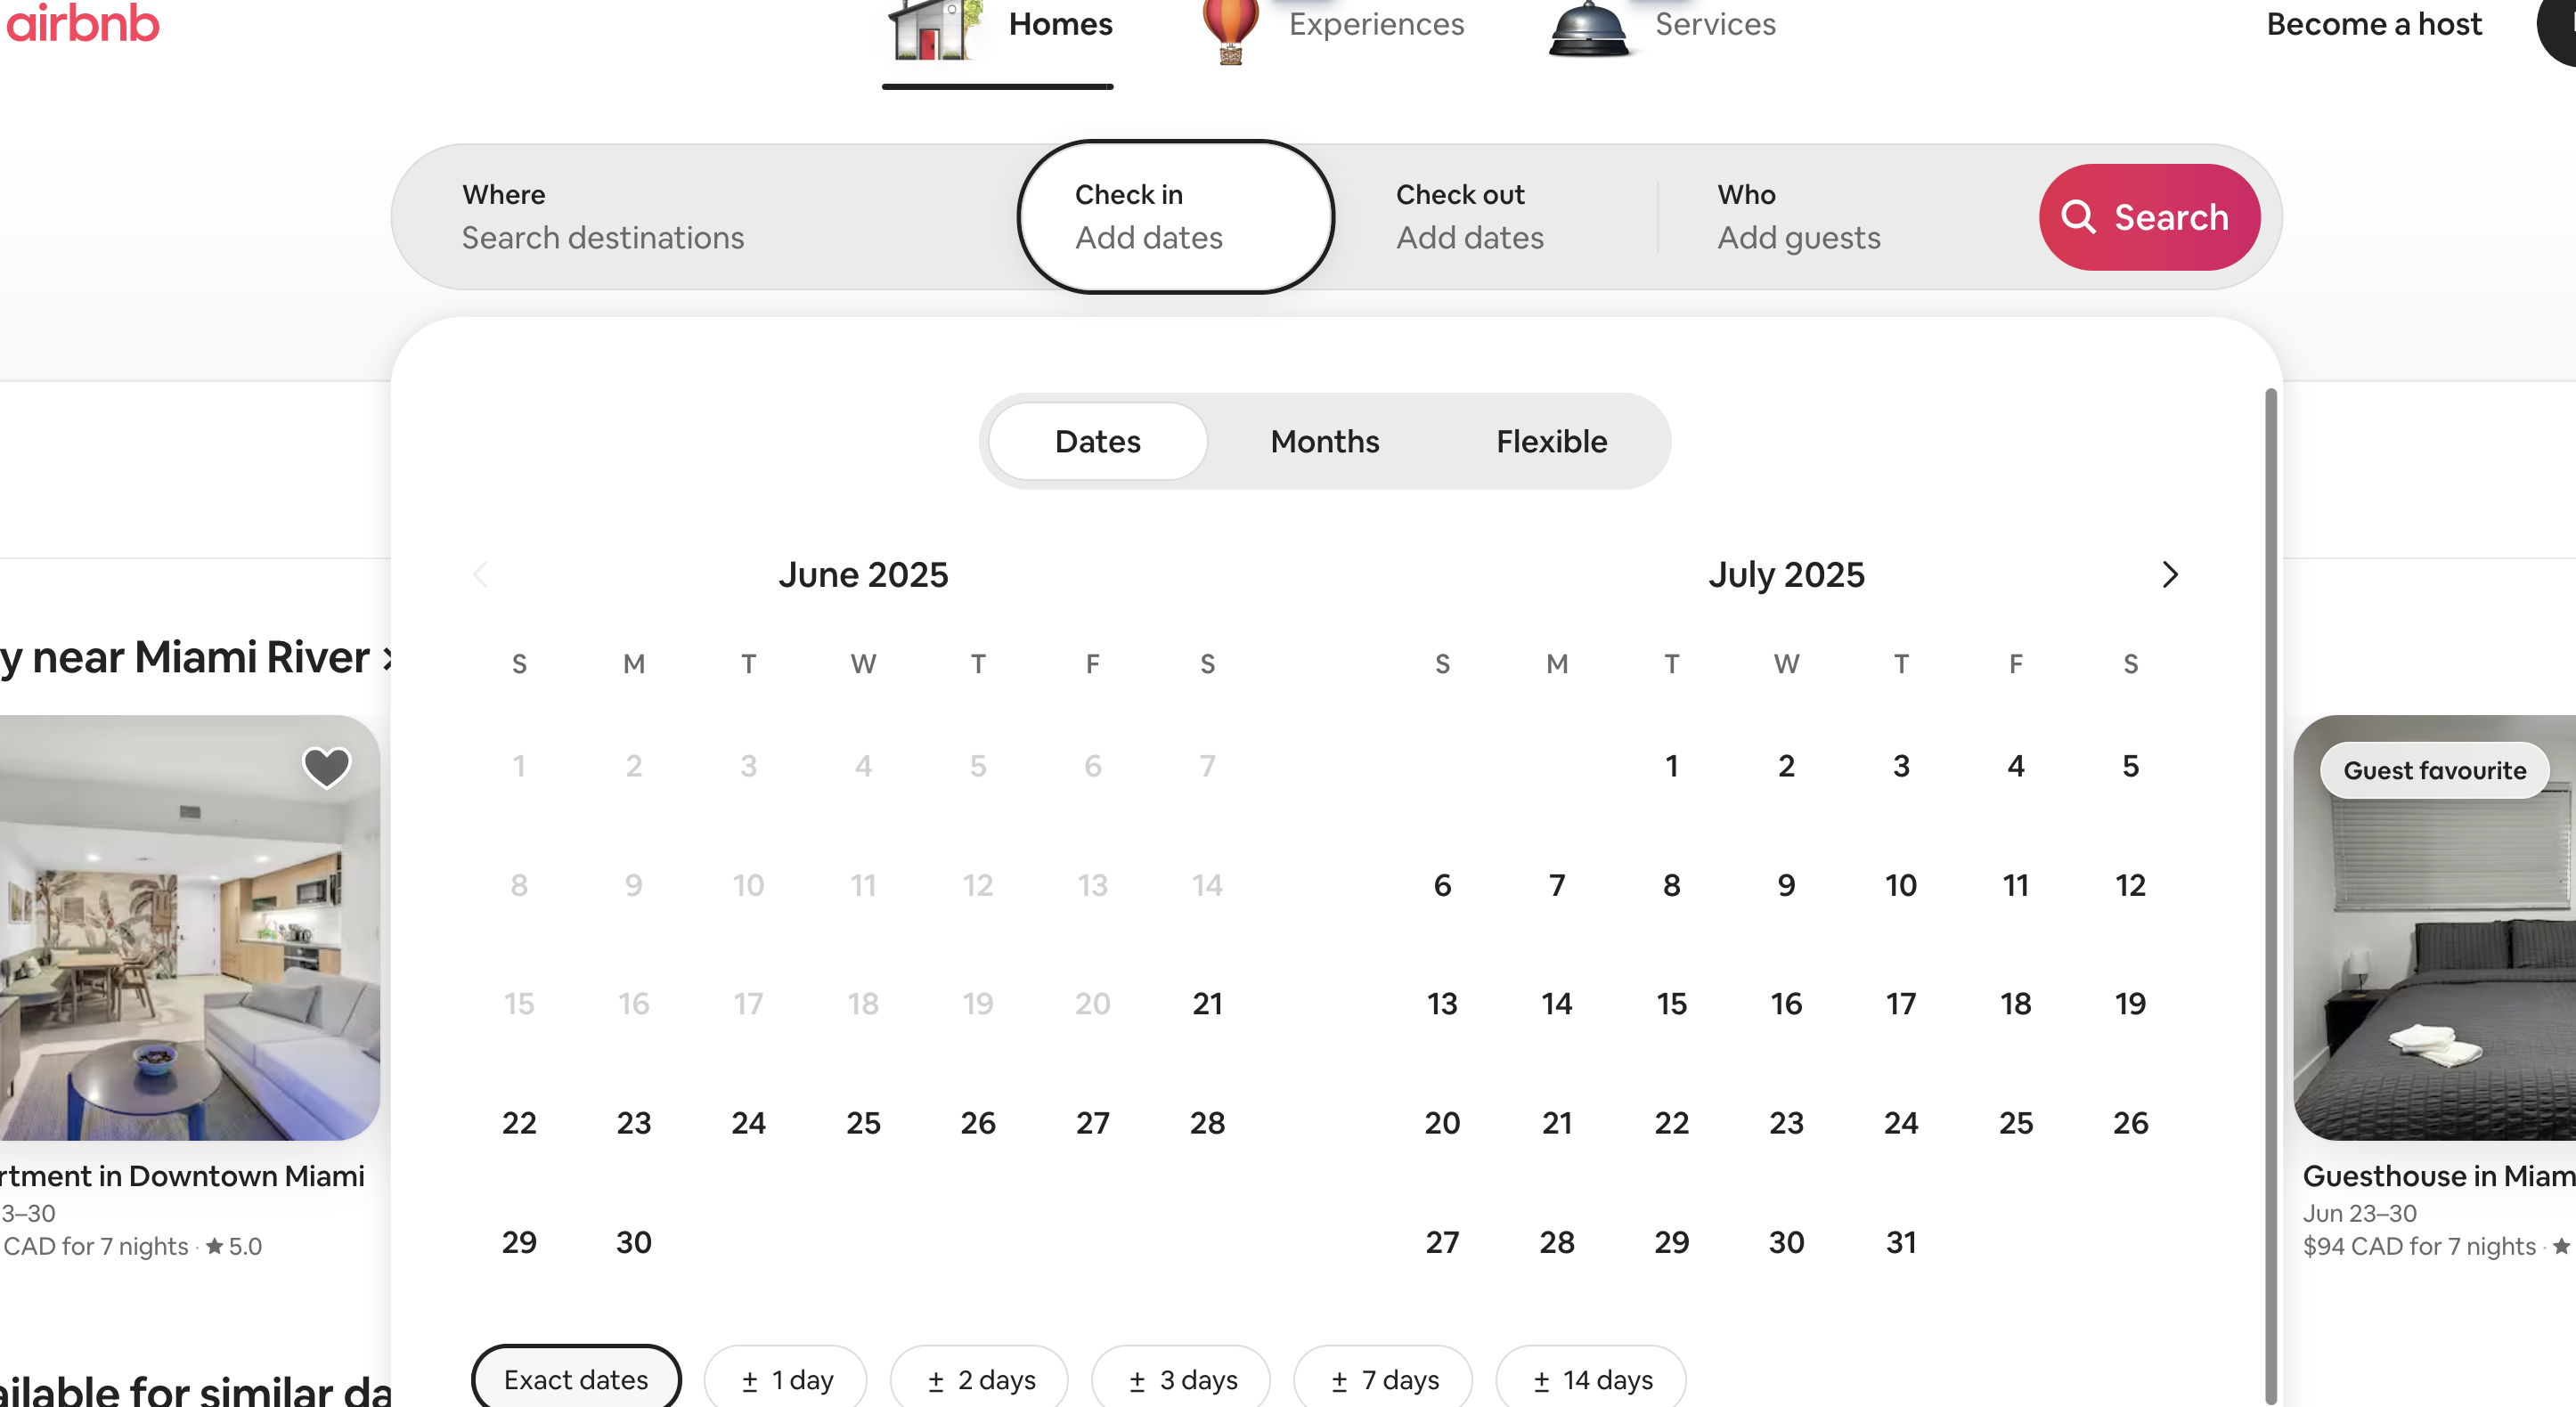 airbnb
Homes
Experiences
Services
Become a host
Where
Search destinations
Check in
Add dates
Check out
Add dates
Who
Add guests
Search
Dates
Months
Flexible
June 2025
July 2025
S M T W T F S
S M T W T F S
1 2 3 4 5 6 7
1 2 3 4 5
8 9 10 11 12 13 14
6 7 8 9 10 11 12
15 16 17 18 19 20 21
13 14 15 16 17 18 19
22 23 24 25 26 27 28
20 21 22 23 24 25 26
29 30
27 28 29 30 31
Exact dates
± 1 day
± 2 days
± 3 days
± 7 days
± 14 days
y near Miami River
rtment in Downtown Miami
3–30
CAD for 7 nights · ★ 5.0
ailable for similar da
Guest favourite
Guesthouse in Miam
Jun 23–30
$94 CAD for 7 nights · ★